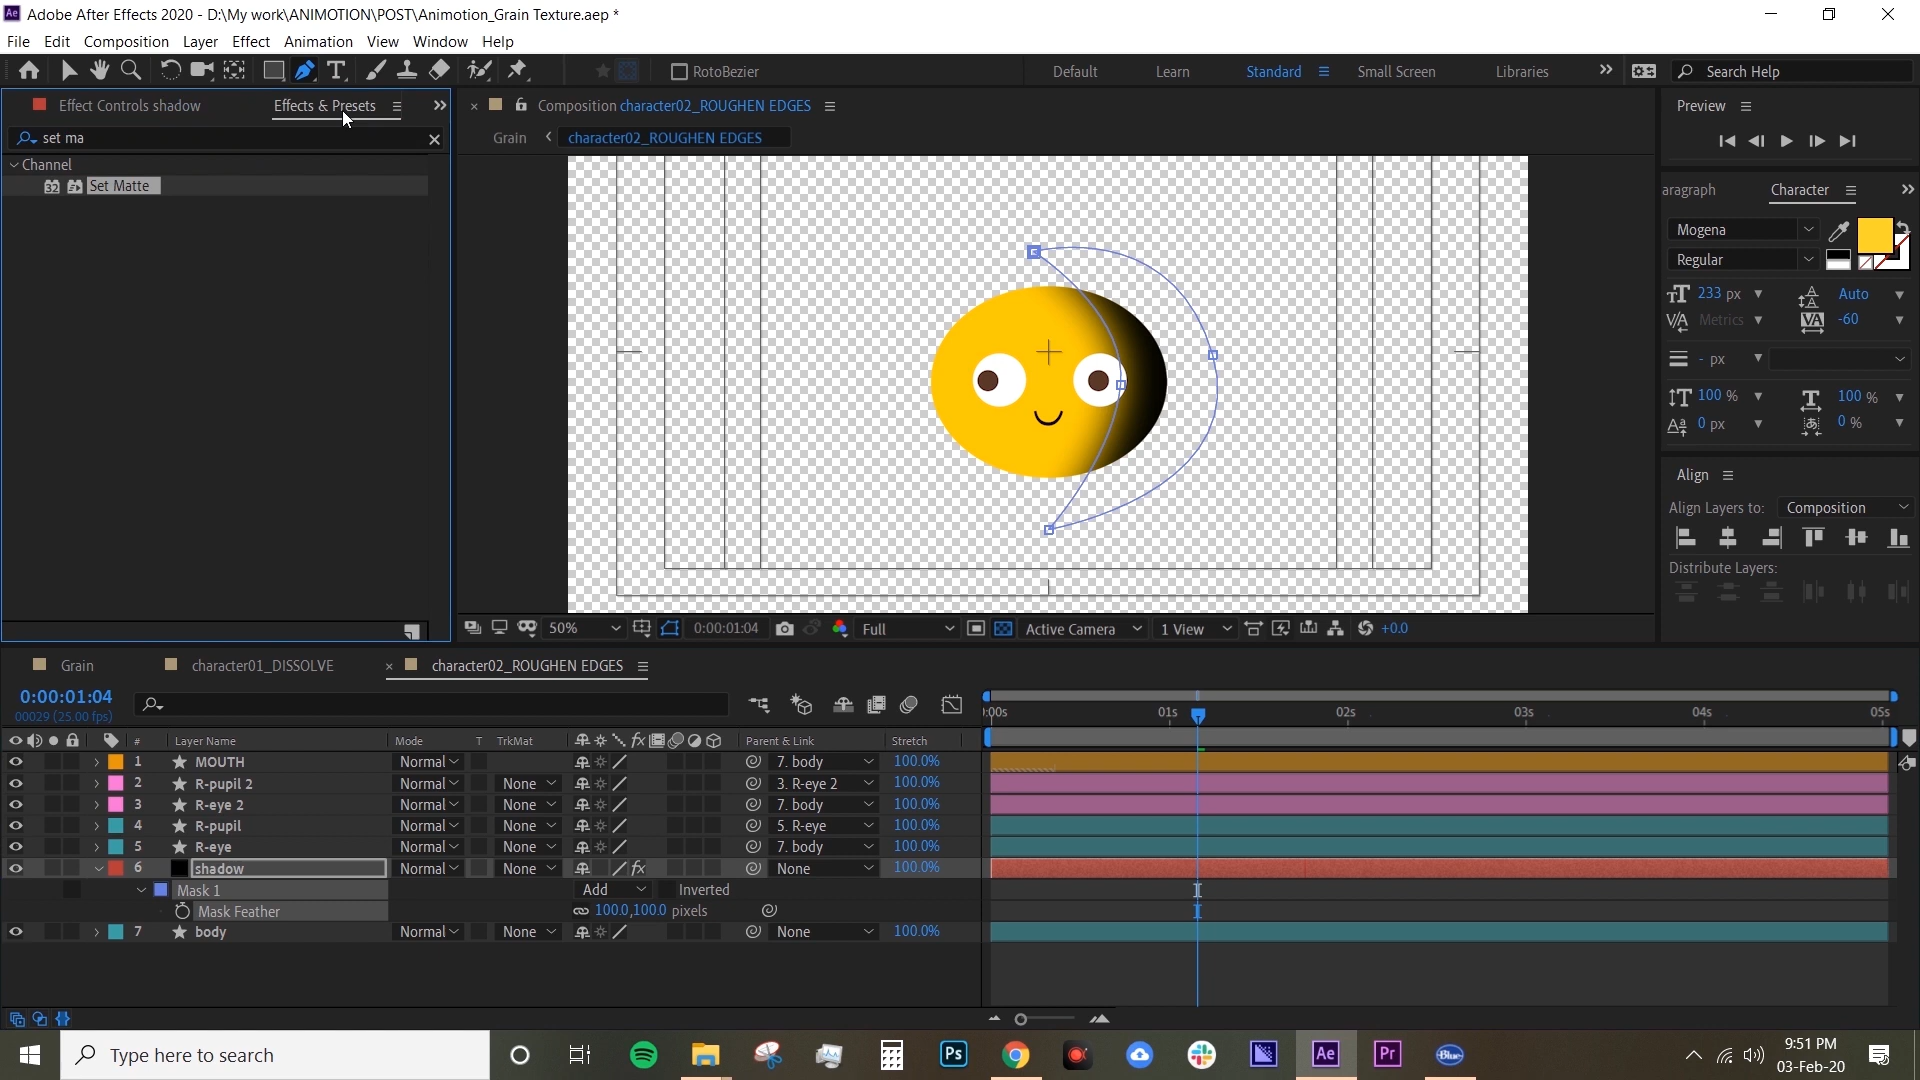 Adobe After Effects 2020 - D:\My work\ANIMOTION\POST\Animotion_Grain Texture.aep *
File Edit Composition Layer Effect Animation View Window Help
RotoBezier Default Learn Standard Small Screen Libraries Search Help
Effect Controls shadow Effects & Presets
Composition character02_ROUGHEN EDGES
Preview
set ma
Grain character02_ROUGHEN EDGES
Channel
32 Set Matte
aragraph Character
Mogena
Regular
233 px Auto
Metrics -60
- px
100 % 100 %
0 px 0 %
Align
Align Layers to: Composition
Distribute Layers:
50% 0:00:01:04 Full Active Camera 1 View +0.0
Grain character01_DISSOLVE character02_ROUGHEN EDGES
0:00:01:04
00029 (25.00 fps)
):00s 01s 02s 03s 04s 05s
# Layer Name Mode T TrkMat fx Parent & Link Stretch
1 MOUTH Normal 7. body 100.0%
2 R-pupil 2 Normal None 3. R-eye 2 100.0%
3 R-eye 2 Normal None 7. body 100.0%
4 R-pupil Normal None 5. R-eye 100.0%
5 R-eye Normal None 7. body 100.0%
6 shadow Normal None fx None 100.0%
Mask 1 Add Inverted
Mask Feather 100.0,100.0 pixels
7 body Normal None None 100.0%
Type here to search
Ps Ae Pr Blue
9:51 PM
03-Feb-20